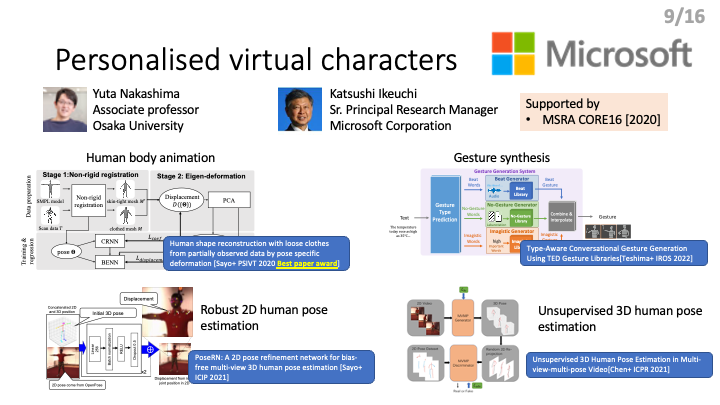 9/16
Personalised virtual characters
Microsoft
Yuta Nakashima
Associate professor
Osaka University
Katsushi Ikeuchi
Sr. Principal Research Manager
Microsoft Corporation
Supported by
• MSRA CORE16 [2020]
Human body animation
Stage 1:Non-rigid registration
Stage 2: Eigen-deformation
Data preparation
SMPL model
Non-rigid
registration
skin-tight mesh M'
Displacement
PCA
Scan data T
clothed mesh M
Training &
regression
pose Θ
CRNN
BENN
Human shape reconstruction with loose clothes
from partially observed data by pose specific
deformation [Sayo+ PSIVT 2020 Best paper award]
Gesture synthesis
Gesture Generation System
Beat
Words
Beat Generator
Beat
Library
Beat
Gesture
Text
Gesture
Type
Prediction
No-Gesture
Words
No-Gesture Generator
No-Gesture
Library
Combine &
Interpolate
Gesture
Imagistic
Words
Imagistic Generator
Type-Aware Conversational Gesture Generation
Using TED Gesture Libraries[Teshima+ IROS 2022]
Robust 2D human pose
estimation
Concatenated 2D
and 3D position
Initial 3D pose
Displacement
2D pose come from OpenPose
PoseRN: A 2D pose refinement network for bias-
free multi-view 3D human pose estimation [Sayo+
ICIP 2021]
Unsupervised 3D human pose
estimation
Unsupervised 3D Human Pose Estimation in Multi-
view-multi-pose Video[Chen+ ICPR 2021]